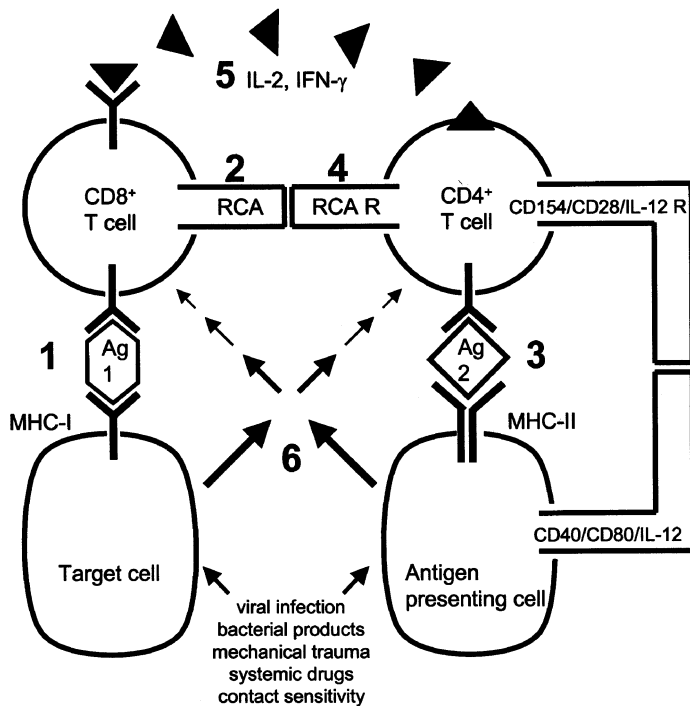 5 IL-2, IFN-γ
CD8⁺
T cell
2
RCA
4
RCA R
CD4⁺
T cell
CD154/CD28/IL-12 R
1
Ag
1
Ag
2
3
MHC-I
MHC-II
6
Target cell
Antigen
presenting cell
CD40/CD80/IL-12
viral infection
bacterial products
mechanical trauma
systemic drugs
contact sensitivity